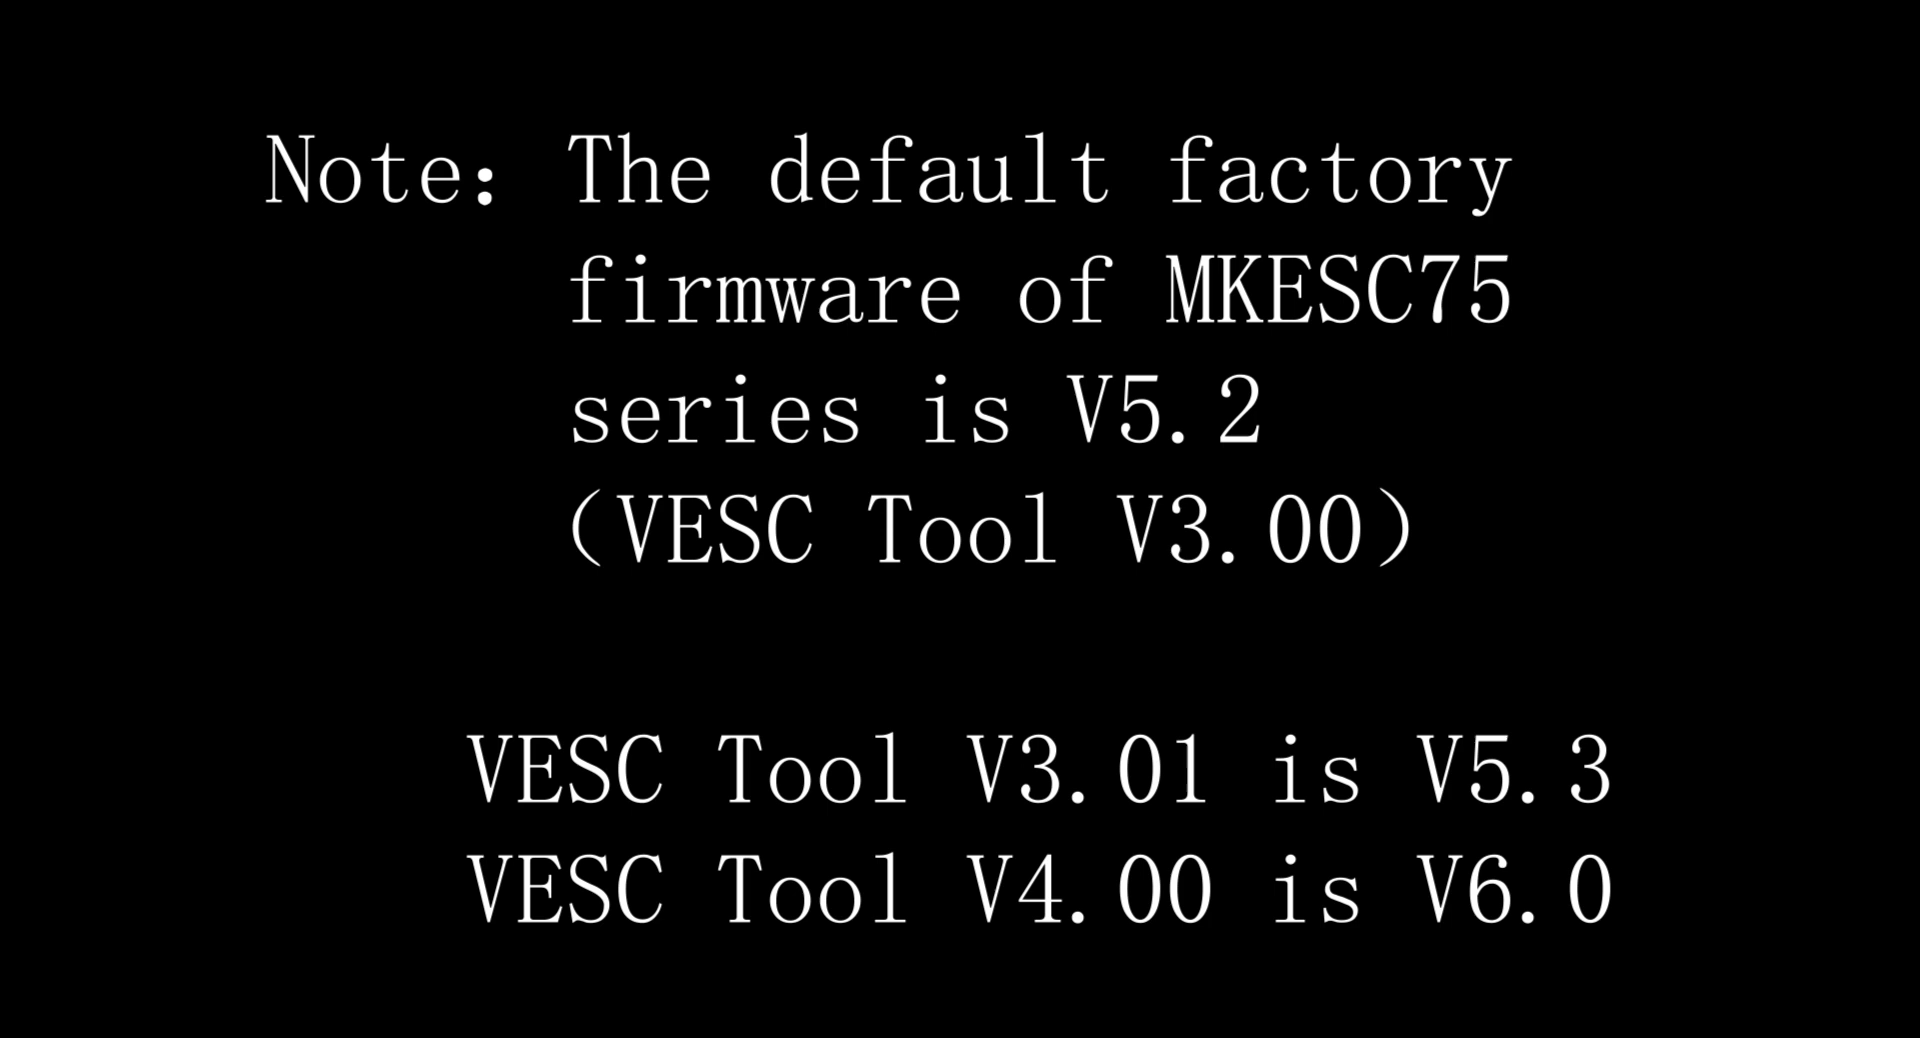 Note: The default factory
firmware of MKESC75
series is V5.2
(VESC Tool V3.00)
VESC Tool V3.01 is V5.3
VESC Tool V4.00 is V6.0